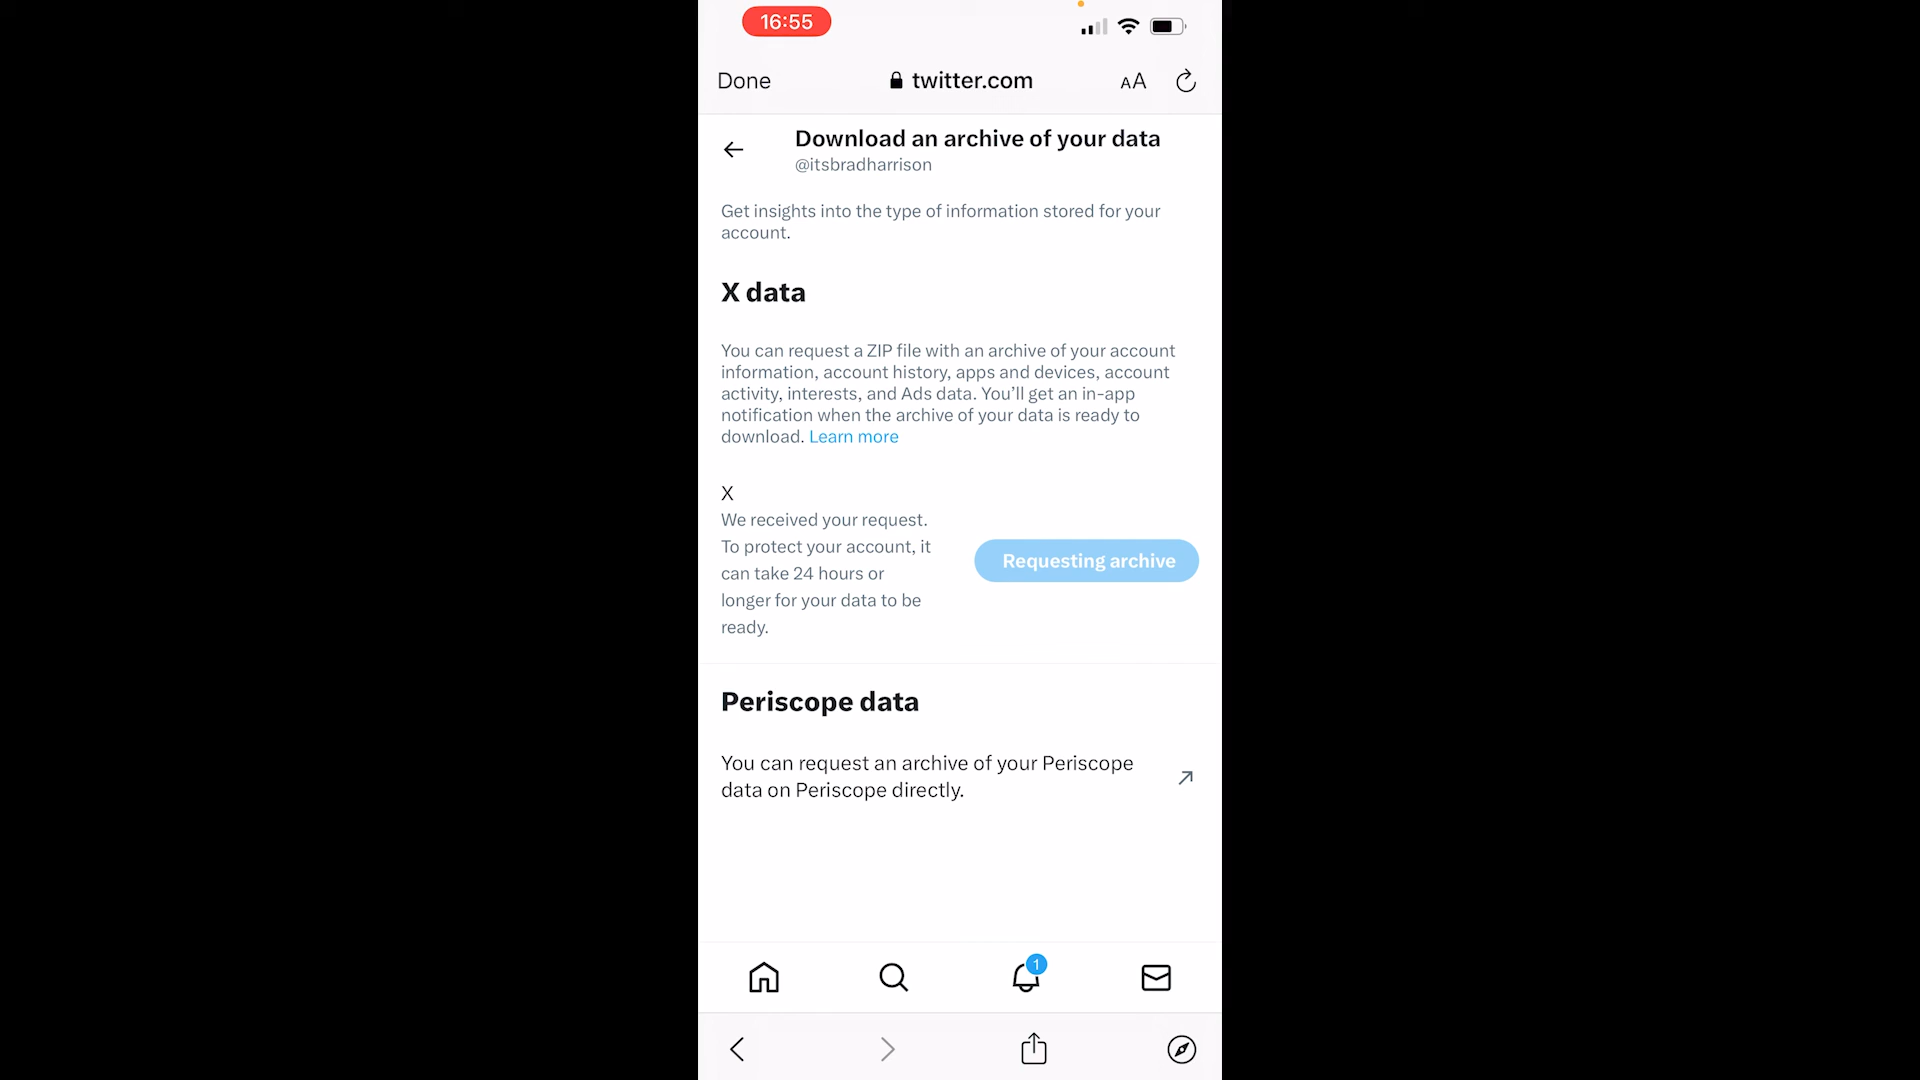 16:55
Done
twitter.com
AA
Download an archive of your data
@itsbradharrison
Get insights into the type of information stored for your
account.
X data
You can request a ZIP file with an archive of your account
information, account history, apps and devices, account
activity, interests, and Ads data. You’ll get an in-app
notification when the archive of your data is ready to
download. Learn more
X
We received your request.
To protect your account, it
can take 24 hours or
longer for your data to be
ready.
Requesting archive
Periscope data
You can request an archive of your Periscope
data on Periscope directly.
1